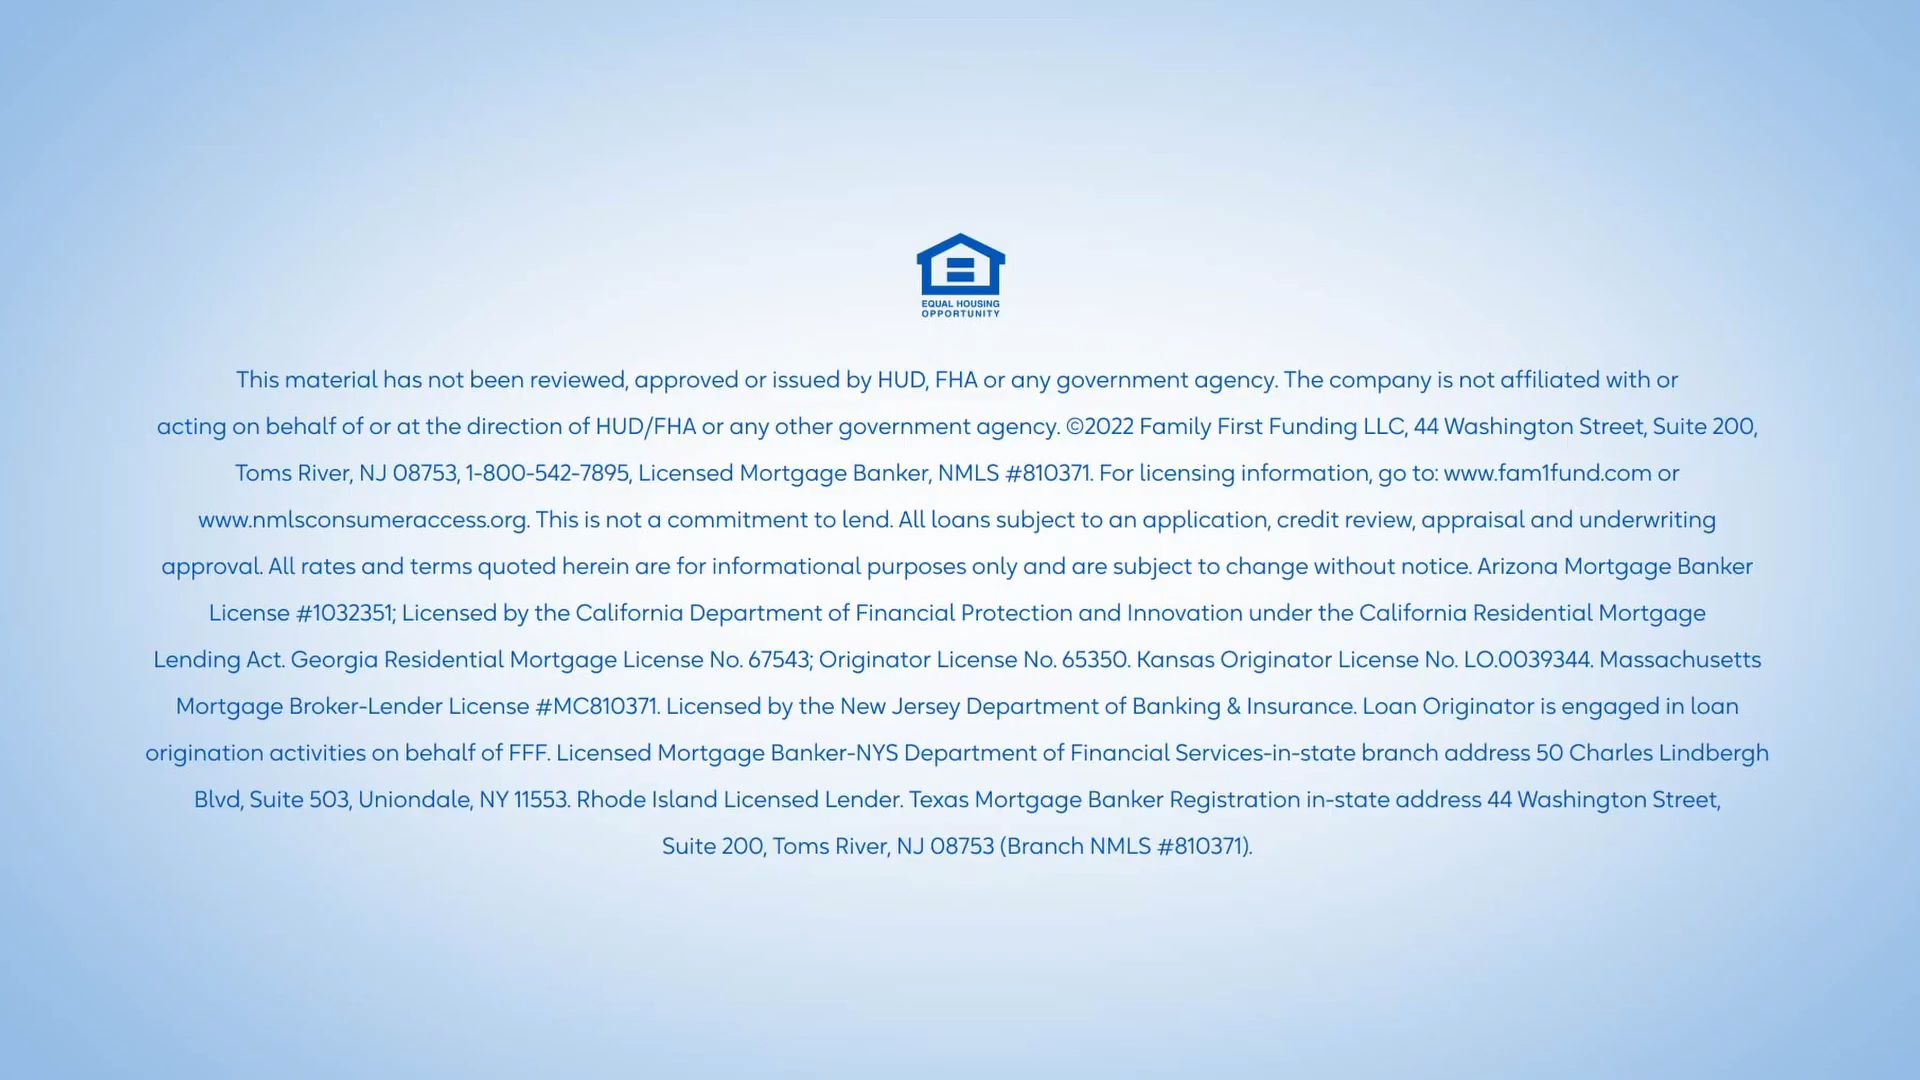 EQUAL HOUSING
OPPORTUNITY
This material has not been reviewed, approved or issued by HUD, FHA or any government agency. The company is not affiliated with or
acting on behalf of or at the direction of HUD/FHA or any other government agency. ©2022 Family First Funding LLC, 44 Washington Street, Suite 200,
Toms River, NJ 08753, 1-800-542-7895, Licensed Mortgage Banker, NMLS #810371. For licensing information, go to: www.fam1fund.com or
www.nmlsconsumeraccess.org. This is not a commitment to lend. All loans subject to an application, credit review, appraisal and underwriting
approval. All rates and terms quoted herein are for informational purposes only and are subject to change without notice. Arizona Mortgage Banker
License #1032351; Licensed by the California Department of Financial Protection and Innovation under the California Residential Mortgage
Lending Act. Georgia Residential Mortgage License No. 67543; Originator License No. 65350. Kansas Originator License No. LO.0039344. Massachusetts
Mortgage Broker-Lender License #MC810371. Licensed by the New Jersey Department of Banking & Insurance. Loan Originator is engaged in loan
origination activities on behalf of FFF. Licensed Mortgage Banker-NYS Department of Financial Services-in-state branch address 50 Charles Lindbergh
Blvd, Suite 503, Uniondale, NY 11553. Rhode Island Licensed Lender. Texas Mortgage Banker Registration in-state address 44 Washington Street,
Suite 200, Toms River, NJ 08753 (Branch NMLS #810371).